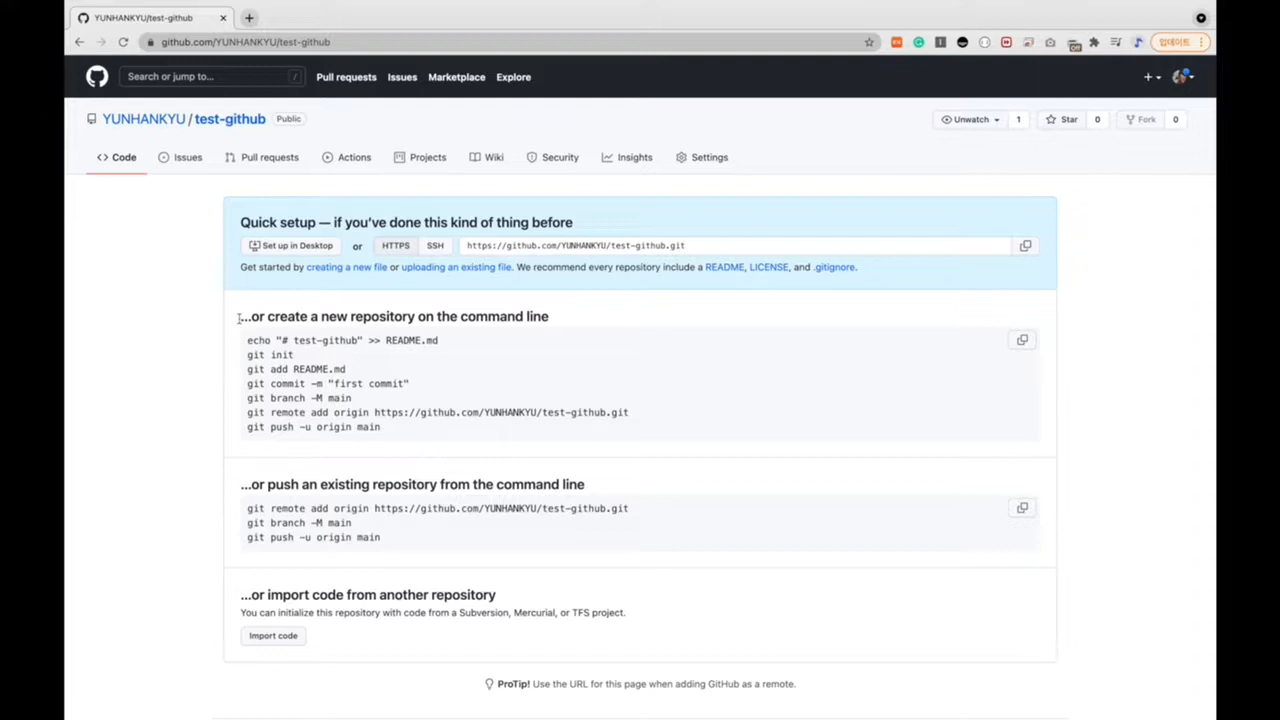 YUNHANKYU/test-github
github.com/YUNHANKYU/test-github
업데이트
Search or jump to... /
Pull requests Issues Marketplace Explore
YUNHANKYU / test-github Public
Unwatch 1 Star 0 Fork 0
Code Issues Pull requests Actions Projects Wiki Security Insights Settings
Quick setup — if you've done this kind of thing before
Set up in Desktop or HTTPS SSH https://github.com/YUNHANKYU/test-github.git
Get started by creating a new file or uploading an existing file. We recommend every repository include a README, LICENSE, and .gitignore.
...or create a new repository on the command line
echo "# test-github" >> README.md
git init
git add README.md
git commit -m "first commit"
git branch -M main
git remote add origin https://github.com/YUNHANKYU/test-github.git
git push -u origin main
...or push an existing repository from the command line
git remote add origin https://github.com/YUNHANKYU/test-github.git
git branch -M main
git push -u origin main
...or import code from another repository
You can initialize this repository with code from a Subversion, Mercurial, or TFS project.
Import code
ProTip! Use the URL for this page when adding GitHub as a remote.